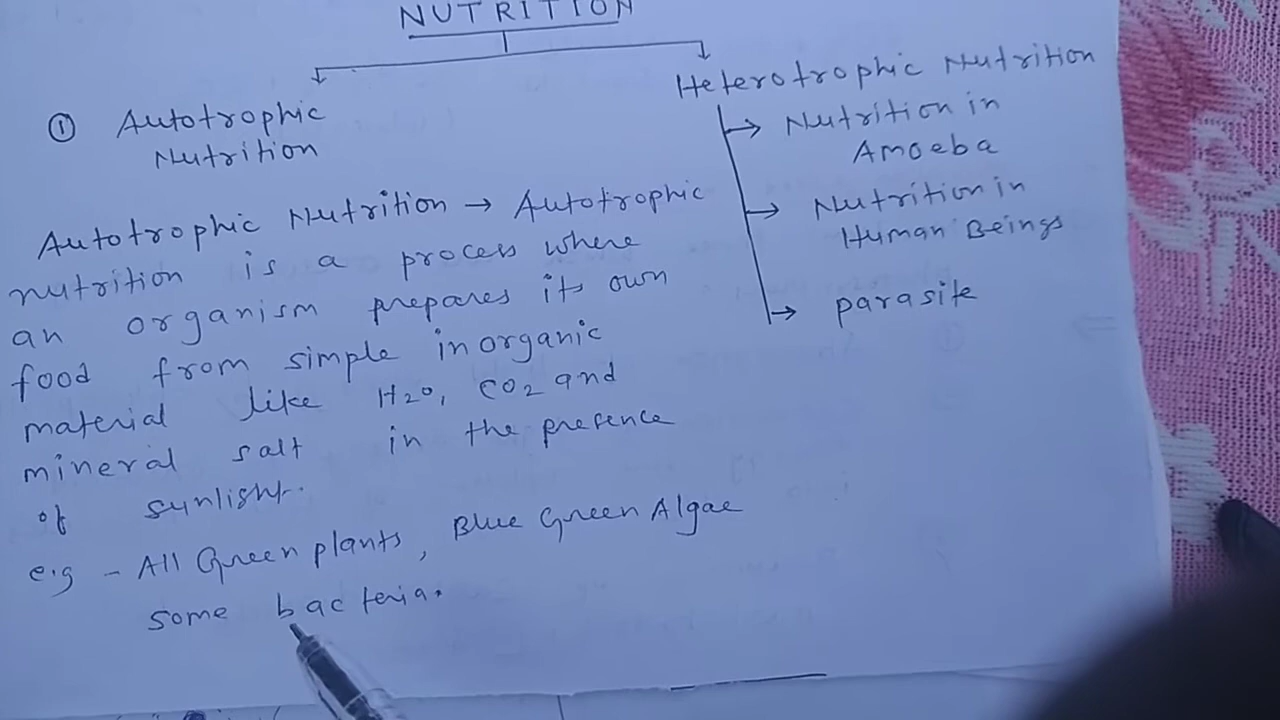 NUTRITION
① Autotrophic
Nutrition
Heterotrophic Nutrition
→ Nutrition in
Amoeba
→ Nutrition in
Human Beings
→ parasite
Autotrophic Nutrition → Autotrophic
nutrition is a process where
an organism prepares its own
food from simple inorganic
material like H₂O, CO₂ and
mineral salt in the presence
of sunlight.
e.g - All Green plants, Blue Green Algae
some bacteria.